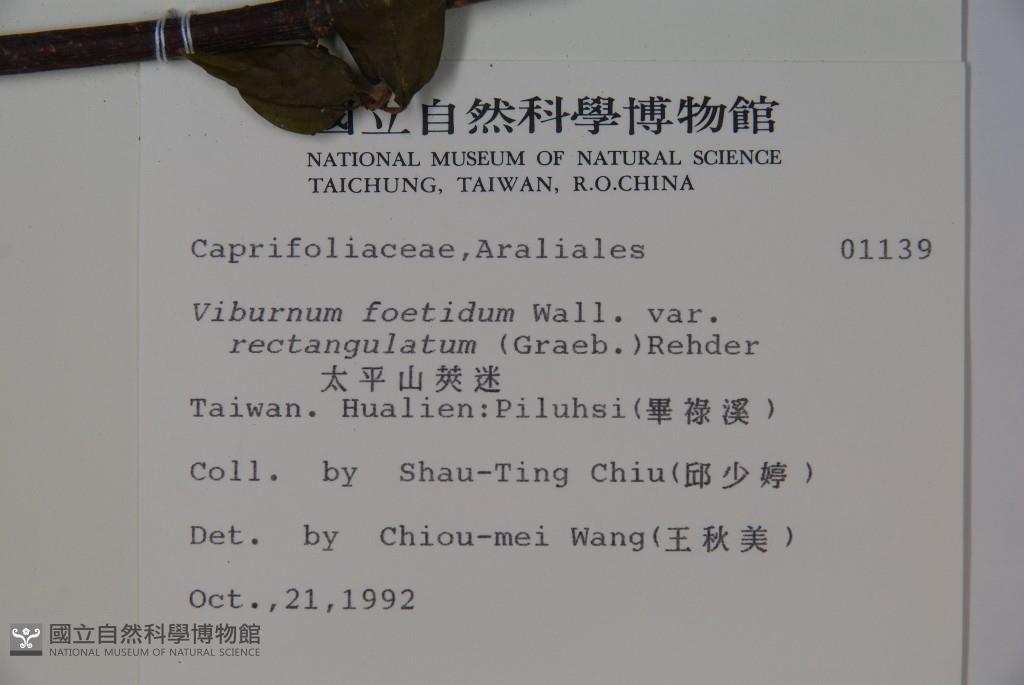 國立自然科學博物館
NATIONAL MUSEUM OF NATURAL SCIENCE
TAICHUNG, TAIWAN, R.O.CHINA
Caprifoliaceae,Araliales 01139
Viburnum foetidum Wall. var.
rectangulatum (Graeb.)Rehder
太平山莢迷
Taiwan. Hualien:Piluhsi(畢祿溪)
Coll. by Shau-Ting Chiu(邱少婷)
Det. by Chiou-mei Wang(王秋美)
Oct.,21,1992
國立自然科學博物館
NATIONAL MUSEUM OF NATURAL SCIENCE